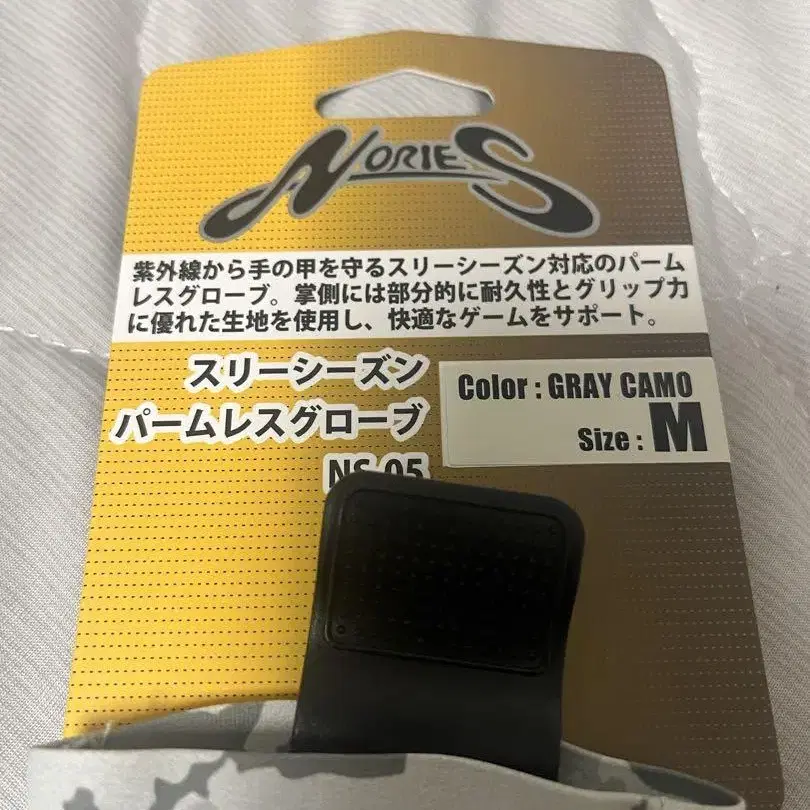 NORIES
紫外線から手の甲を守るスリーシーズン対応のパーム
レスグローブ。掌側には部分的に耐久性とグリップ力
に優れた生地を使用し、快適なゲームをサポート。
スリーシーズン
パームレスグローブ
NS-05
Color : GRAY CAMO
Size : M